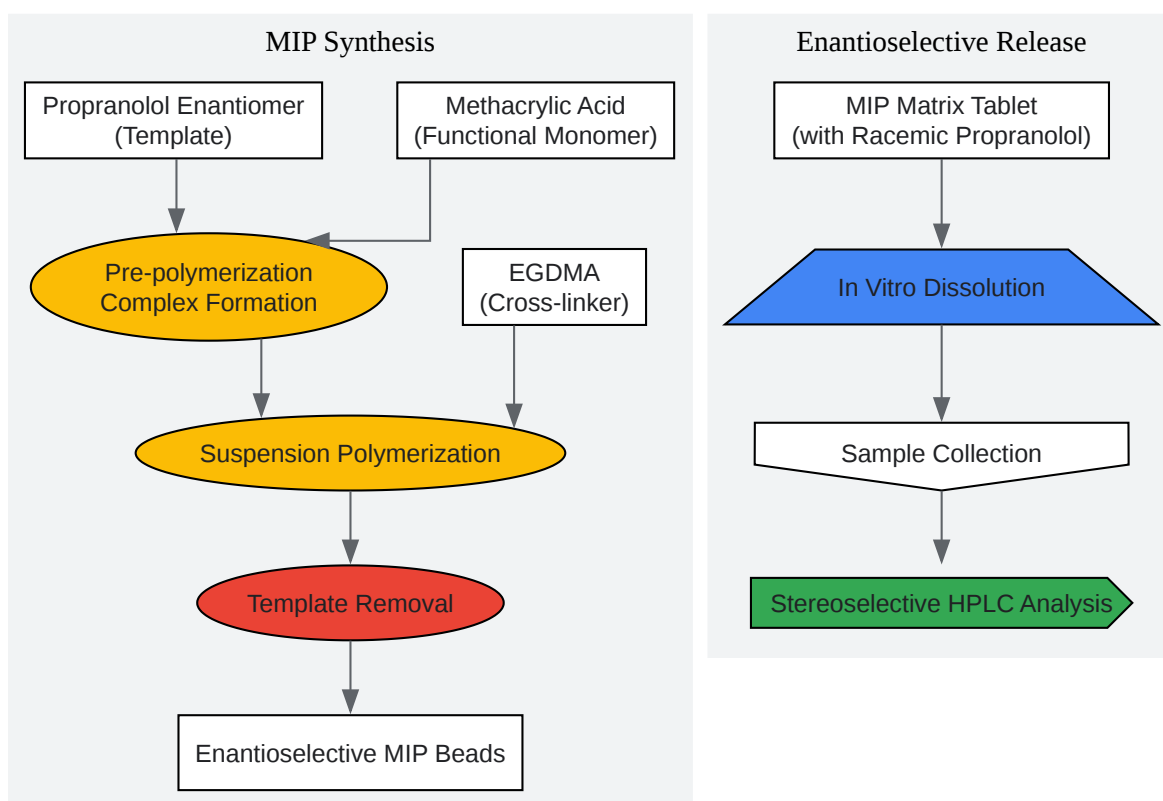 MIP Synthesis
Propranolol Enantiomer
(Template)
Methacrylic Acid
(Functional Monomer)
Pre-polymerization
Complex Formation
EGDMA
(Cross-linker)
Suspension Polymerization
Template Removal
Enantioselective MIP Beads
Enantioselective Release
MIP Matrix Tablet
(with Racemic Propranolol)
In Vitro Dissolution
Sample Collection
Stereoselective HPLC Analysis